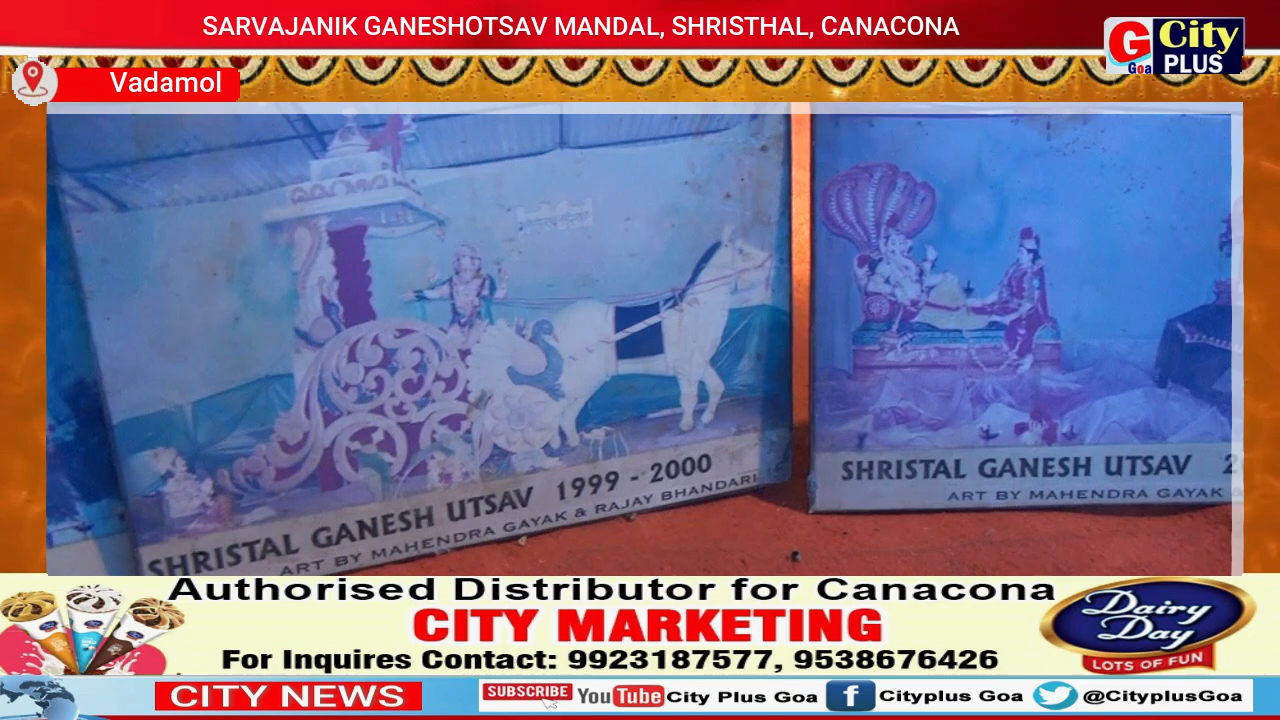 SARVAJANIK GANESHOTSAV MANDAL, SHRISTHAL, CANACONA
G Goa City PLUS
Vadamol
SHRISTAL GANESH UTSAV 1999 - 2000
ART BY MAHENDRA GAYAK & RAJAY BHANDARI
SHRISTAL GANESH UTSAV 2
ART BY MAHENDRA GAYAK &
Authorised Distributor for Canacona
CITY MARKETING
For Inquires Contact: 9923187577, 9538676426
Dairy Day
LOTS OF FUN
CITY NEWS
SUBSCRIBE YouTube City Plus Goa f Cityplus Goa @CityplusGoa